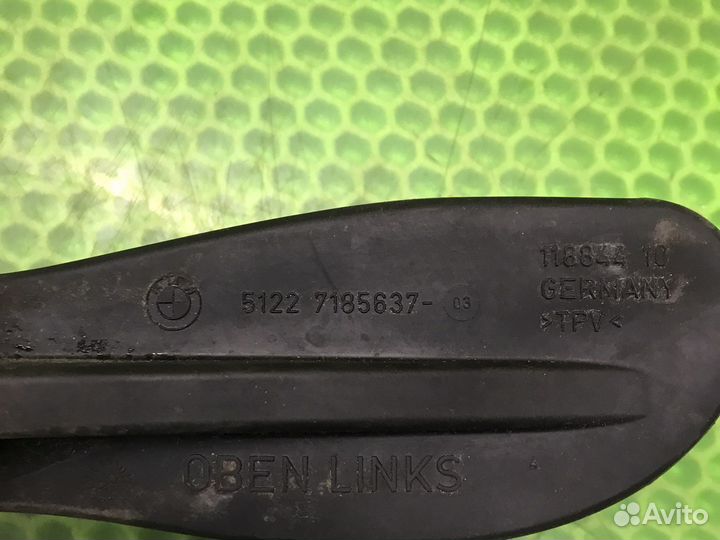 118844 10
GERMANY
>TPV<
5122 7185637- 03
OBEN LINKS
Avito